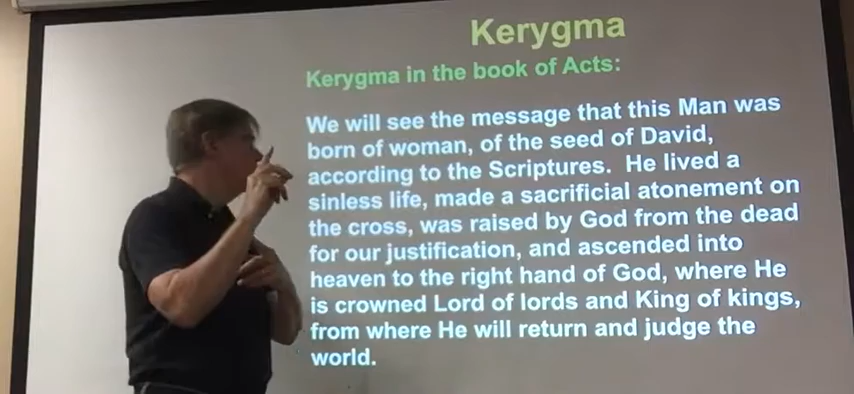 Kerygma
Kerygma in the book of Acts:
We will see the message that this Man was
born of woman, of the seed of David,
according to the Scriptures. He lived a
sinless life, made a sacrificial atonement on
the cross, was raised by God from the dead
for our justification, and ascended into
heaven to the right hand of God, where He
is crowned Lord of lords and King of kings,
from where He will return and judge the
world.